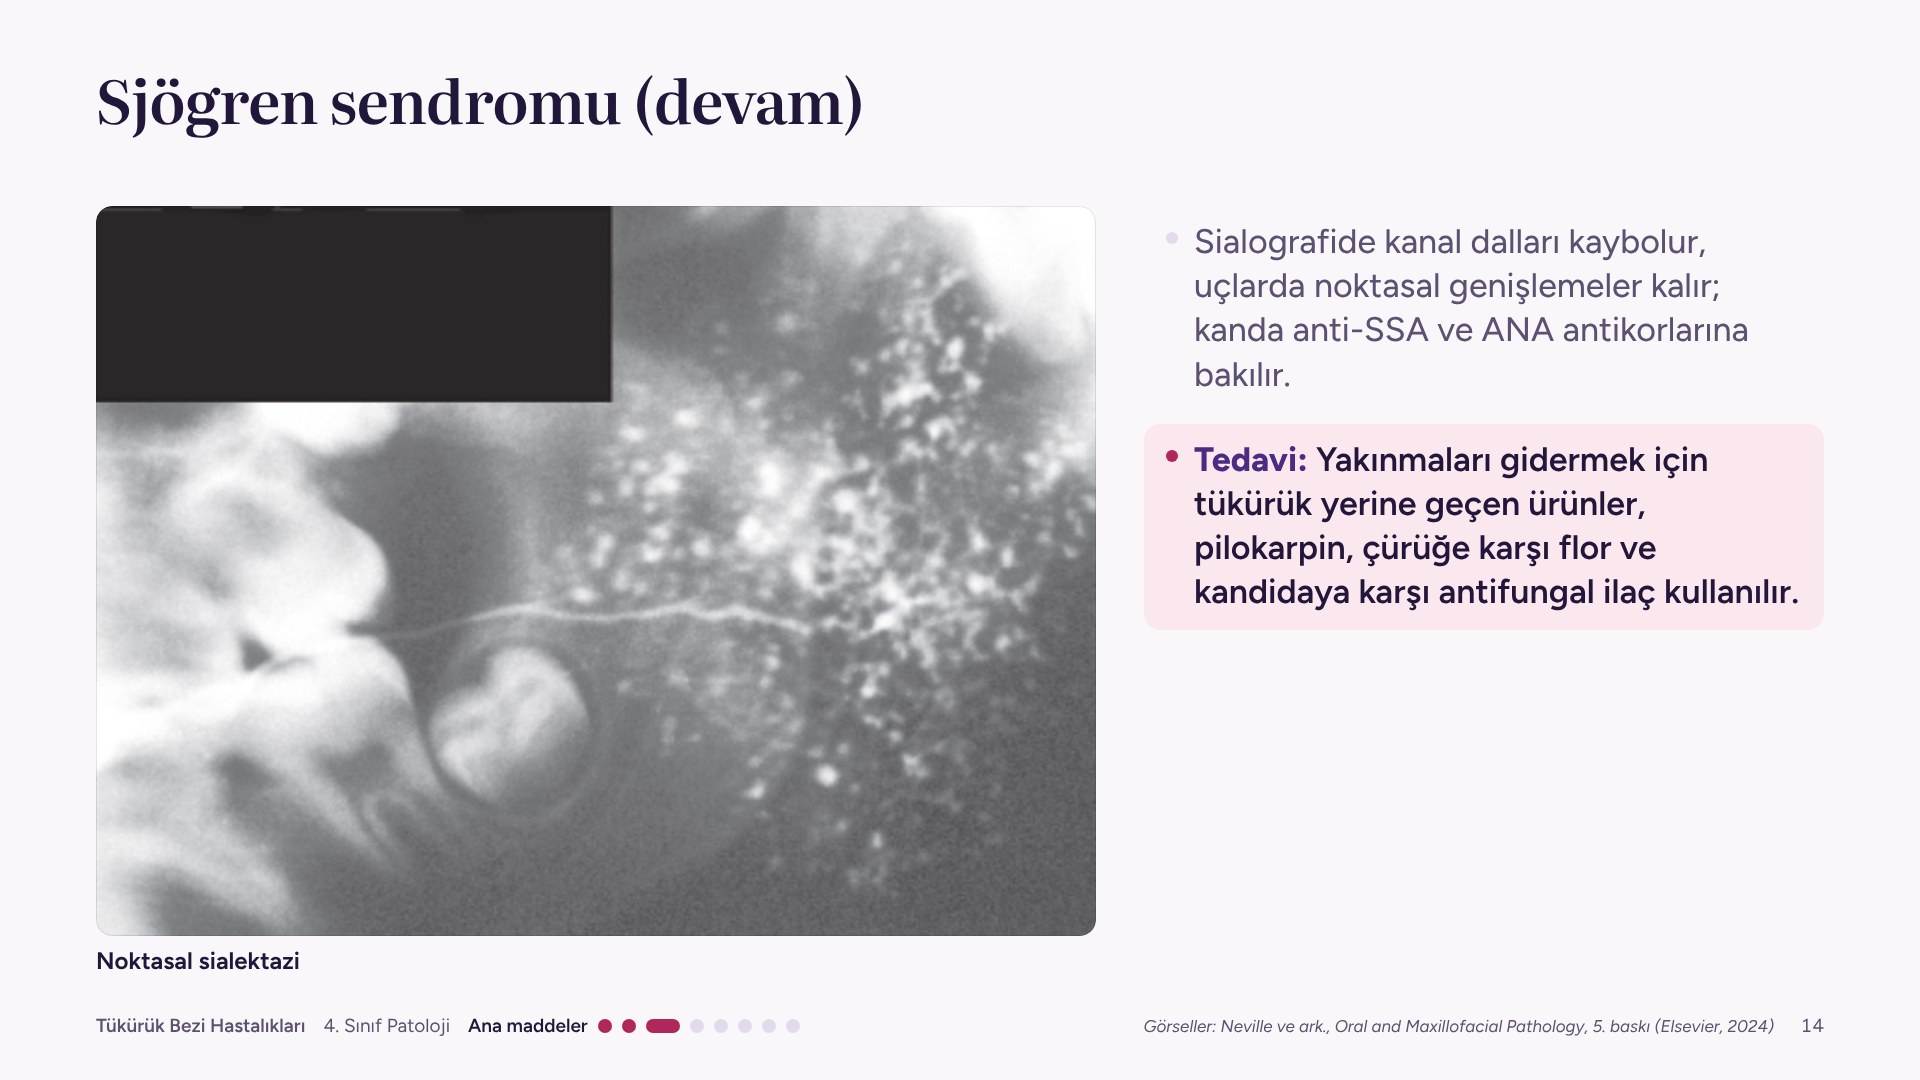 Sjögren sendromu (devam)
Sialografide kanal dalları kaybolur,
uçlarda noktasal genişlemeler kalır;
kanda anti-SSA ve ANA antikorlarına
bakılır.
Tedavi: Yakınmaları gidermek için
tükürük yerine geçen ürünler,
pilokarpin, çürüğe karşı flor ve
kandidaya karşı antifungal ilaç kullanılır.
Noktasal sialektazi
Tükürük Bezi Hastalıkları 4. Sınıf Patoloji Ana maddeler
Görseller: Neville ve ark., Oral and Maxillofacial Pathology, 5. baskı (Elsevier, 2024) 14